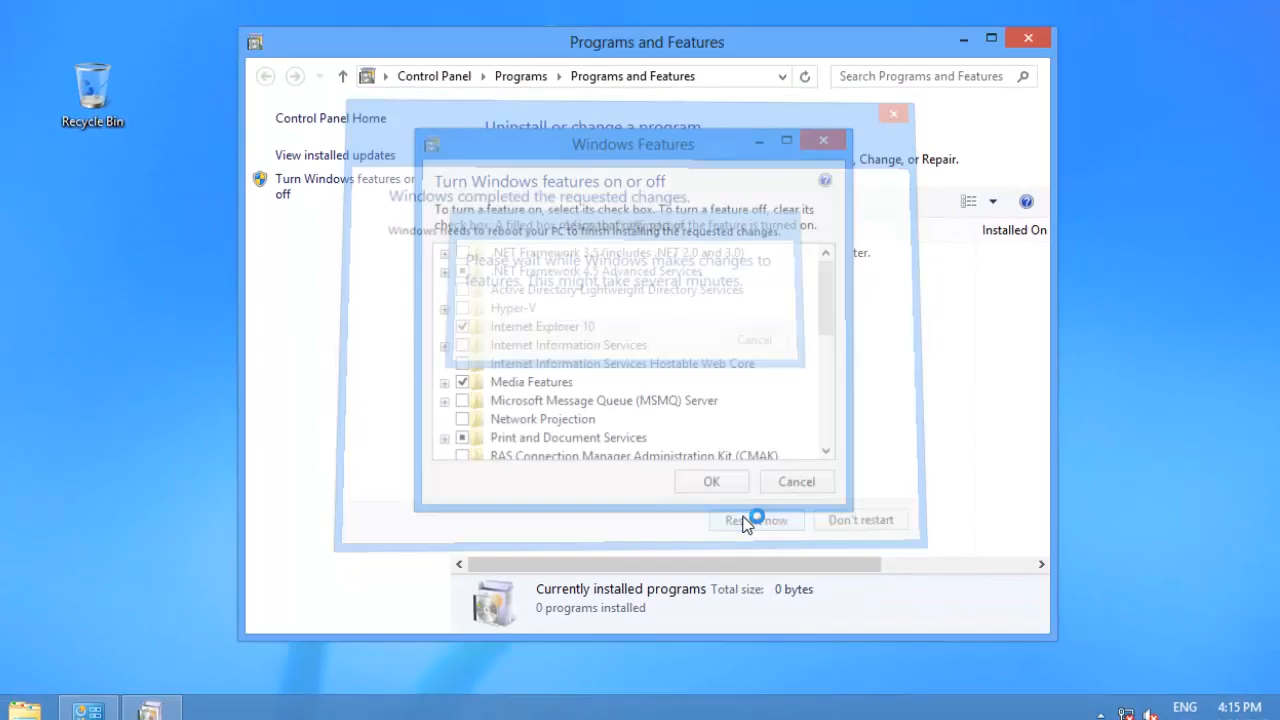 Programs and Features
Recycle Bin
Control Panel Programs Programs and Features
Search Programs and Features
Control Panel Home
Uninstall or change a program
View installed updates
, Change, or Repair.
Turn Windows features or
off
Windows Features
Turn Windows features on or off
Windows completed the requested changes.
To turn a feature on, select its check box. To turn a feature off, clear its
check box. A filled box means that only part of the feature is turned on.
Windows needs to reboot your PC to finish installing the requested changes.
Installed On
ter.
.NET Framework 3.5 (includes .NET 2.0 and 3.0)
Please wait while Windows makes changes to
features. This might take several minutes.
.NET Framework 4.5 Advanced Services
Active Directory Lightweight Directory Services
Hyper-V
Internet Explorer 10
Cancel
Internet Information Services
Internet Information Services Hostable Web Core
Media Features
Microsoft Message Queue (MSMQ) Server
Network Projection
Print and Document Services
RAS Connection Manager Administration Kit (CMAK)
OK Cancel
now Don't restart
Currently installed programs Total size: 0 bytes
0 programs installed
ENG 4:15 PM